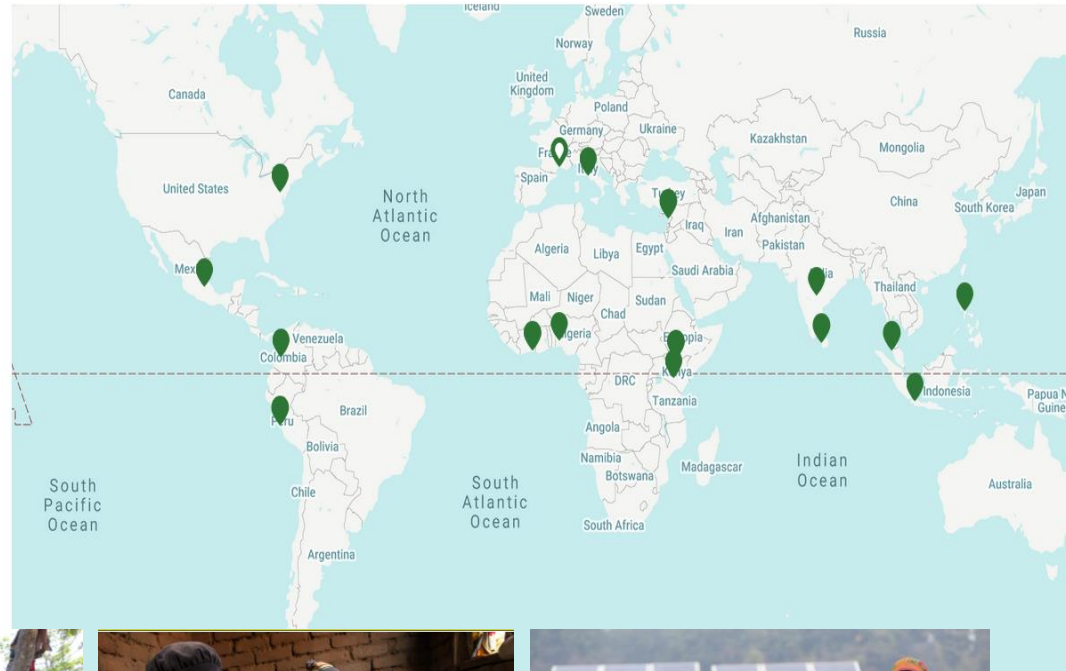 Iceland
Sweden
Norway
Russia
United
Kingdom
Canada
Poland
Germany
Ukraine
Kazakhstan
Mongolia
Spain
United States
North
Atlantic
Ocean
Japan
South Korea
China
Afghanistan
Iraq
Iran
Pakistan
Algeria
Libya
Egypt
Saudi Arabia
Thailand
Mali
Niger
Sudan
Chad
Venezuela
Colombia
DRC
Indonesia
Papua N
Guine
Tanzania
Brazil
Angola
Bolivia
Namibia
Botswana
Madagascar
Indian
Ocean
South
Pacific
Ocean
Chile
South
Atlantic
Ocean
Australia
South Africa
Argentina